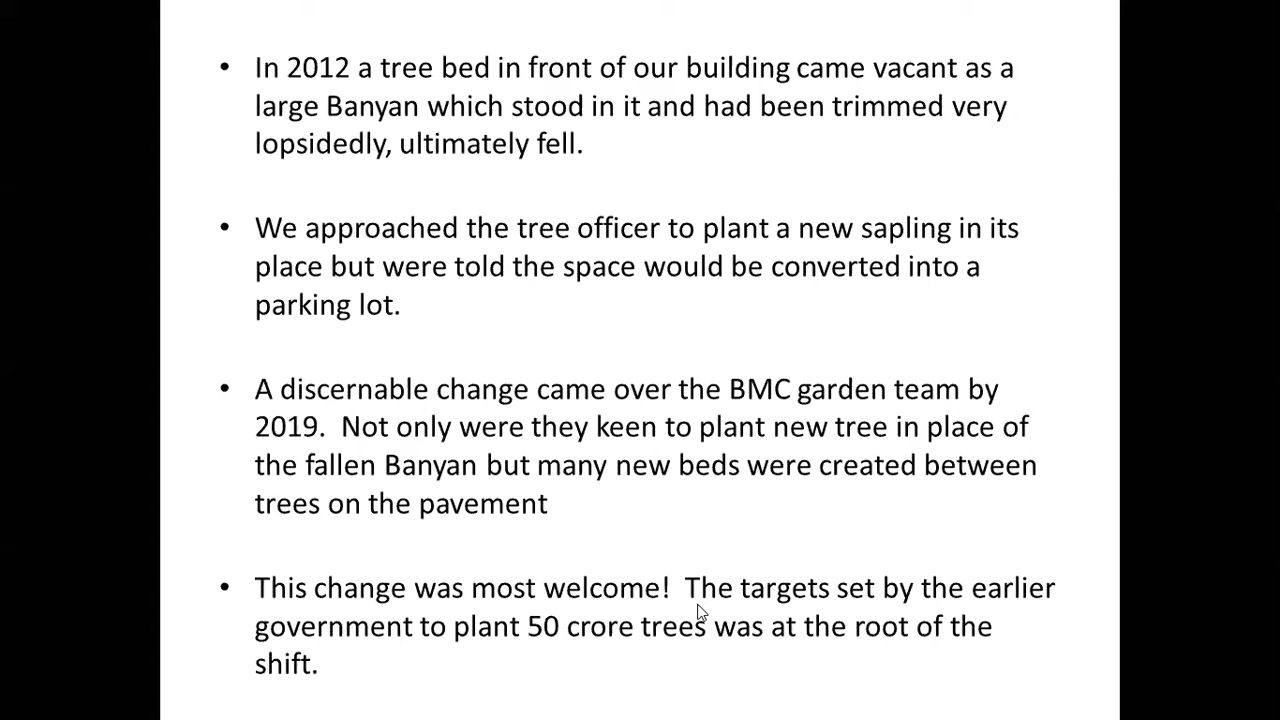 • In 2012 a tree bed in front of our building came vacant as a
large Banyan which stood in it and had been trimmed very
lopsidedly, ultimately fell.
• We approached the tree officer to plant a new sapling in its
place but were told the space would be converted into a
parking lot.
• A discernable change came over the BMC garden team by
2019.  Not only were they keen to plant new tree in place of
the fallen Banyan but many new beds were created between
trees on the pavement
• This change was most welcome!  The targets set by the earlier
government to plant 50 crore trees was at the root of the
shift.